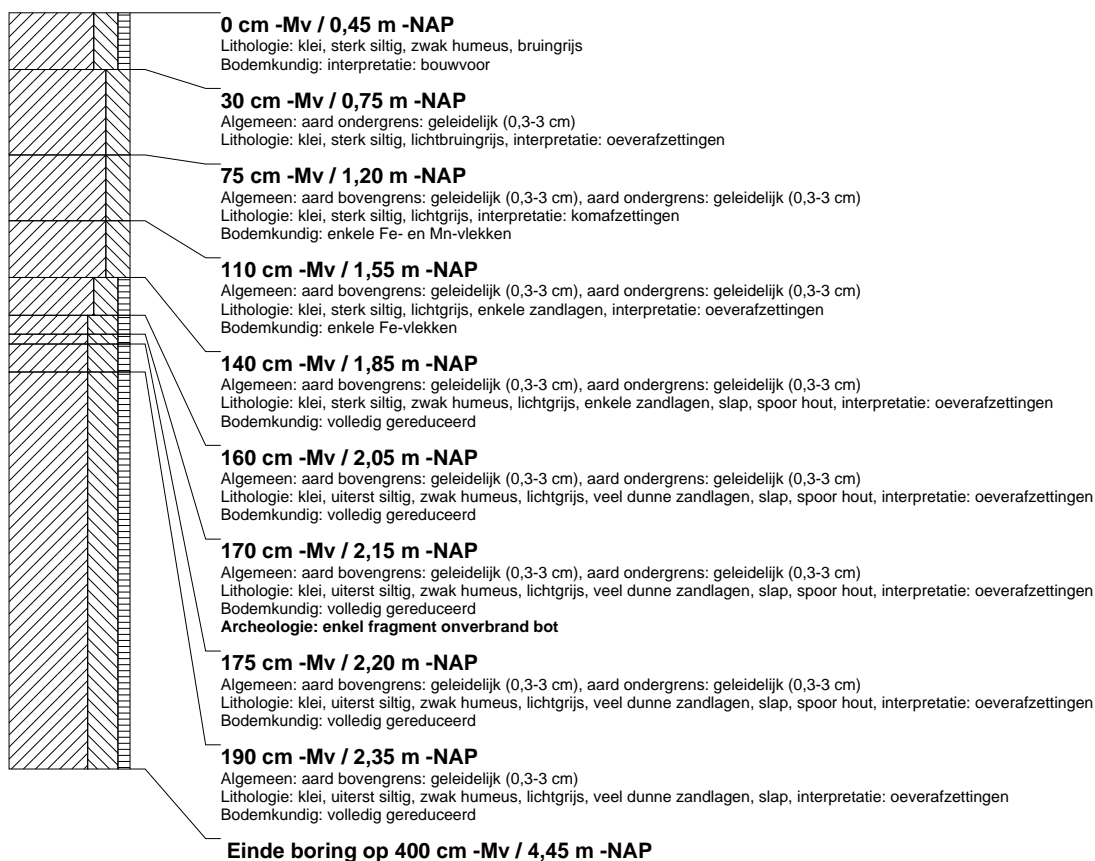 0 cm -Mv / 0,45 m -NAP
Lithologie: klei, sterk siltig, zwak humeus, bruingrijs
Bodemkundig: interpretatie: bouwvoor
30 cm -Mv / 0,75 m -NAP
Algemeen: aard ondergrens: geleidelijk (0,3-3 cm)
Lithologie: klei, sterk siltig, lichtbruingrijs, interpretatie: oeverafzettingen
75 cm -Mv / 1,20 m -NAP
Algemeen: aard bovengrens: geleidelijk (0,3-3 cm), aard ondergrens: geleidelijk (0,3-3 cm)
Lithologie: klei, sterk siltig, lichtgrijs, interpretatie: komafzettingen
Bodemkundig: enkele Fe- en Mn-vlekken
110 cm -Mv / 1,55 m -NAP
Algemeen: aard bovengrens: geleidelijk (0,3-3 cm), aard ondergrens: geleidelijk (0,3-3 cm)
Lithologie: klei, sterk siltig, lichtgrijs, enkele zandlagen, interpretatie: oeverafzettingen
Bodemkundig: enkele Fe-vlekken
140 cm -Mv / 1,85 m -NAP
Algemeen: aard bovengrens: geleidelijk (0,3-3 cm), aard ondergrens: geleidelijk (0,3-3 cm)
Lithologie: klei, sterk siltig, zwak humeus, lichtgrijs, enkele zandlagen, slap, spoor hout, interpretatie: oeverafzettingen
Bodemkundig: volledig gereduceerd
160 cm -Mv / 2,05 m -NAP
Algemeen: aard bovengrens: geleidelijk (0,3-3 cm), aard ondergrens: geleidelijk (0,3-3 cm)
Lithologie: klei, uiterst siltig, zwak humeus, lichtgrijs, veel dunne zandlagen, slap, spoor hout, interpretatie: oeverafzettingen
Bodemkundig: volledig gereduceerd
170 cm -Mv / 2,15 m -NAP
Algemeen: aard bovengrens: geleidelijk (0,3-3 cm), aard ondergrens: geleidelijk (0,3-3 cm)
Lithologie: klei, uiterst siltig, zwak humeus, lichtgrijs, veel dunne zandlagen, slap, spoor hout, interpretatie: oeverafzettingen
Bodemkundig: volledig gereduceerd
Archeologie: enkel fragment onverbrand bot
175 cm -Mv / 2,20 m -NAP
Algemeen: aard bovengrens: geleidelijk (0,3-3 cm), aard ondergrens: geleidelijk (0,3-3 cm)
Lithologie: klei, uiterst siltig, zwak humeus, lichtgrijs, veel dunne zandlagen, slap, spoor hout, interpretatie: oeverafzettingen
Bodemkundig: volledig gereduceerd
190 cm -Mv / 2,35 m -NAP
Algemeen: aard bovengrens: geleidelijk (0,3-3 cm)
Lithologie: klei, uiterst siltig, zwak humeus, lichtgrijs, veel dunne zandlagen, slap, interpretatie: oeverafzettingen
Bodemkundig: volledig gereduceerd
Einde boring op 400 cm -Mv / 4,45 m -NAP